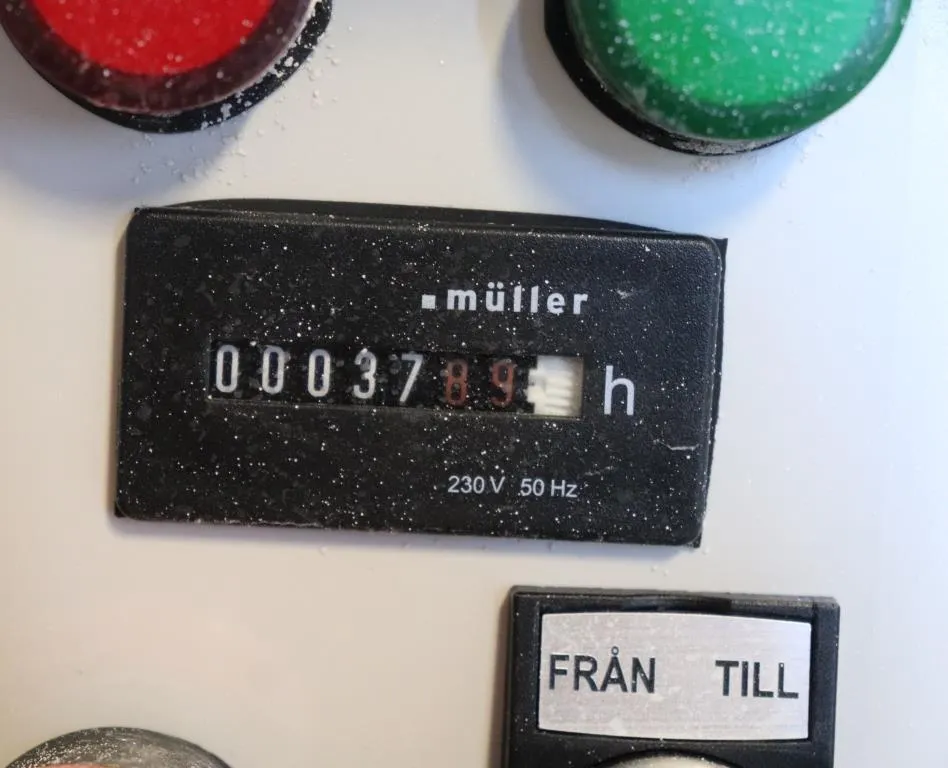 müller
0003789 h
230 V 50 Hz
FRÅN TILL